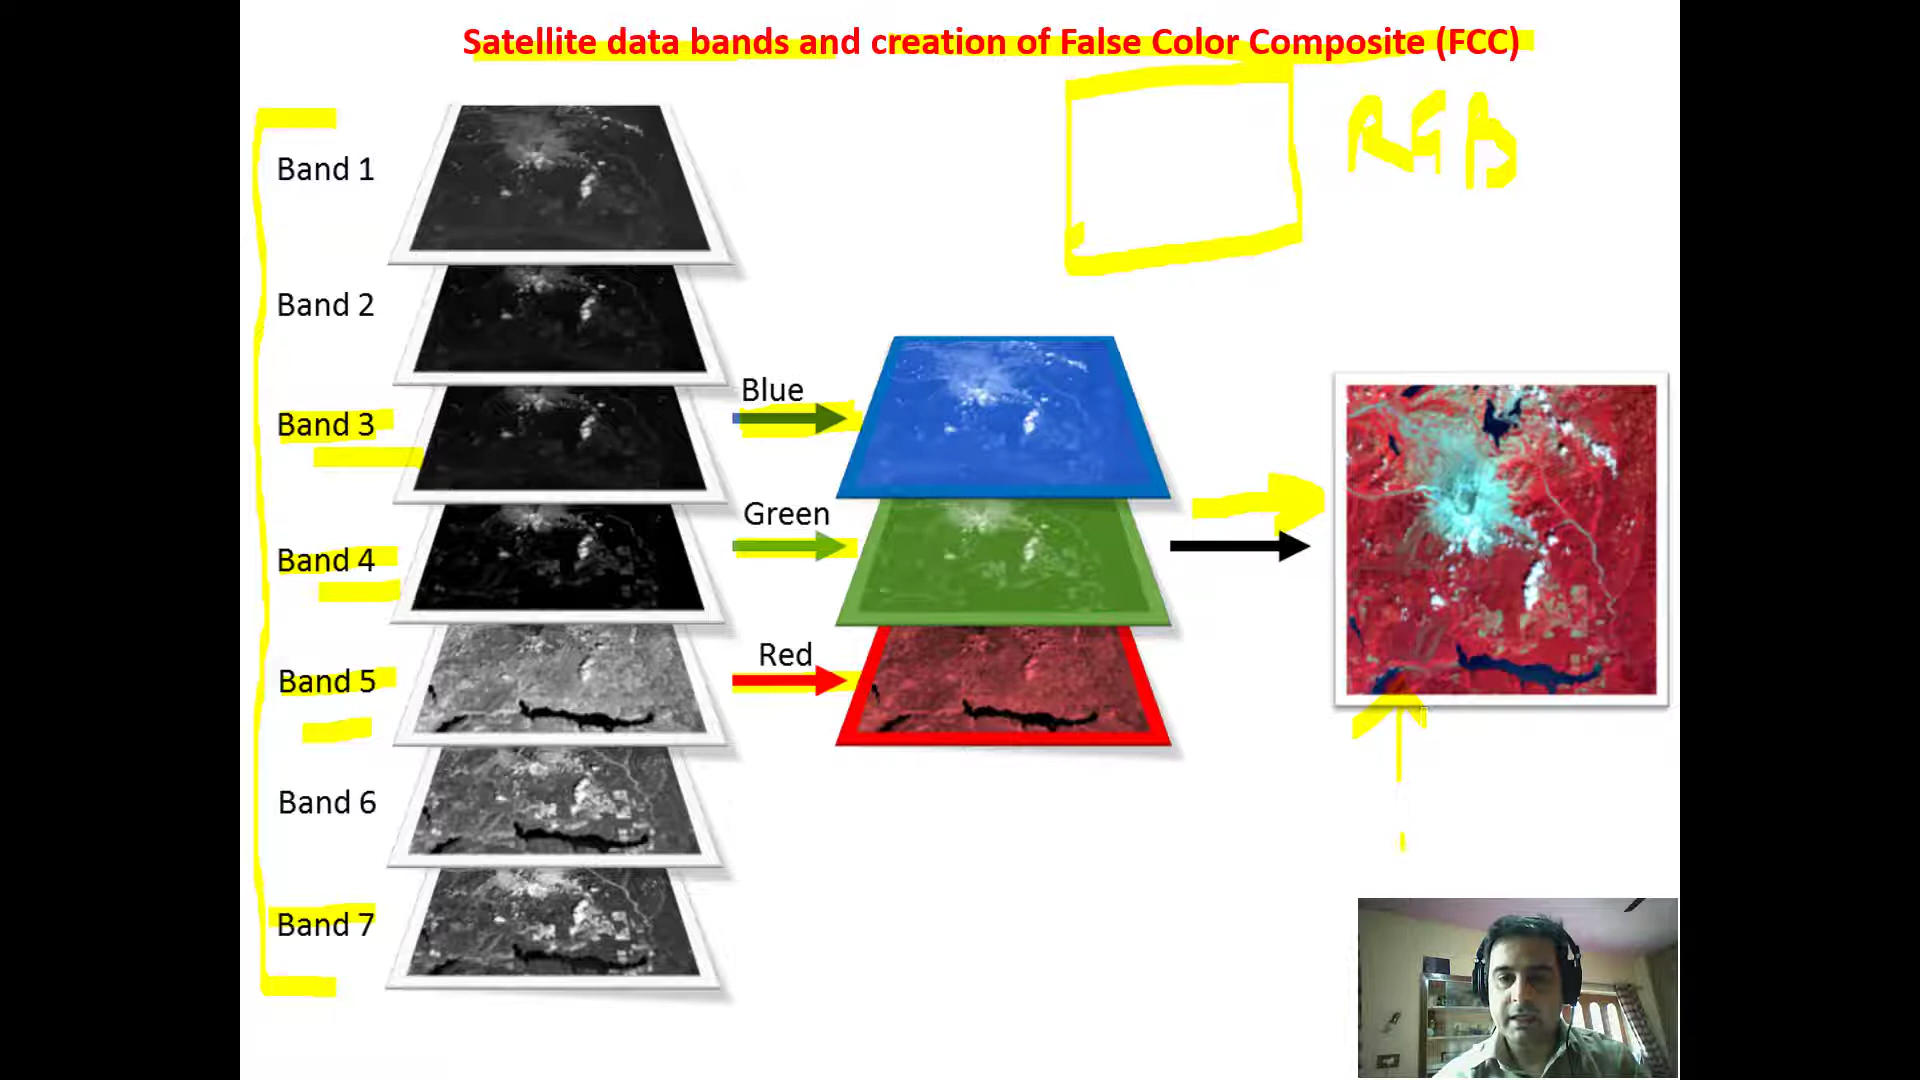 Satellite data bands and creation of False Color Composite (FCC)
RGB
Band 1
Band 2
Blue
Band 3
Green
Band 4
Red
Band 5
Band 6
Band 7